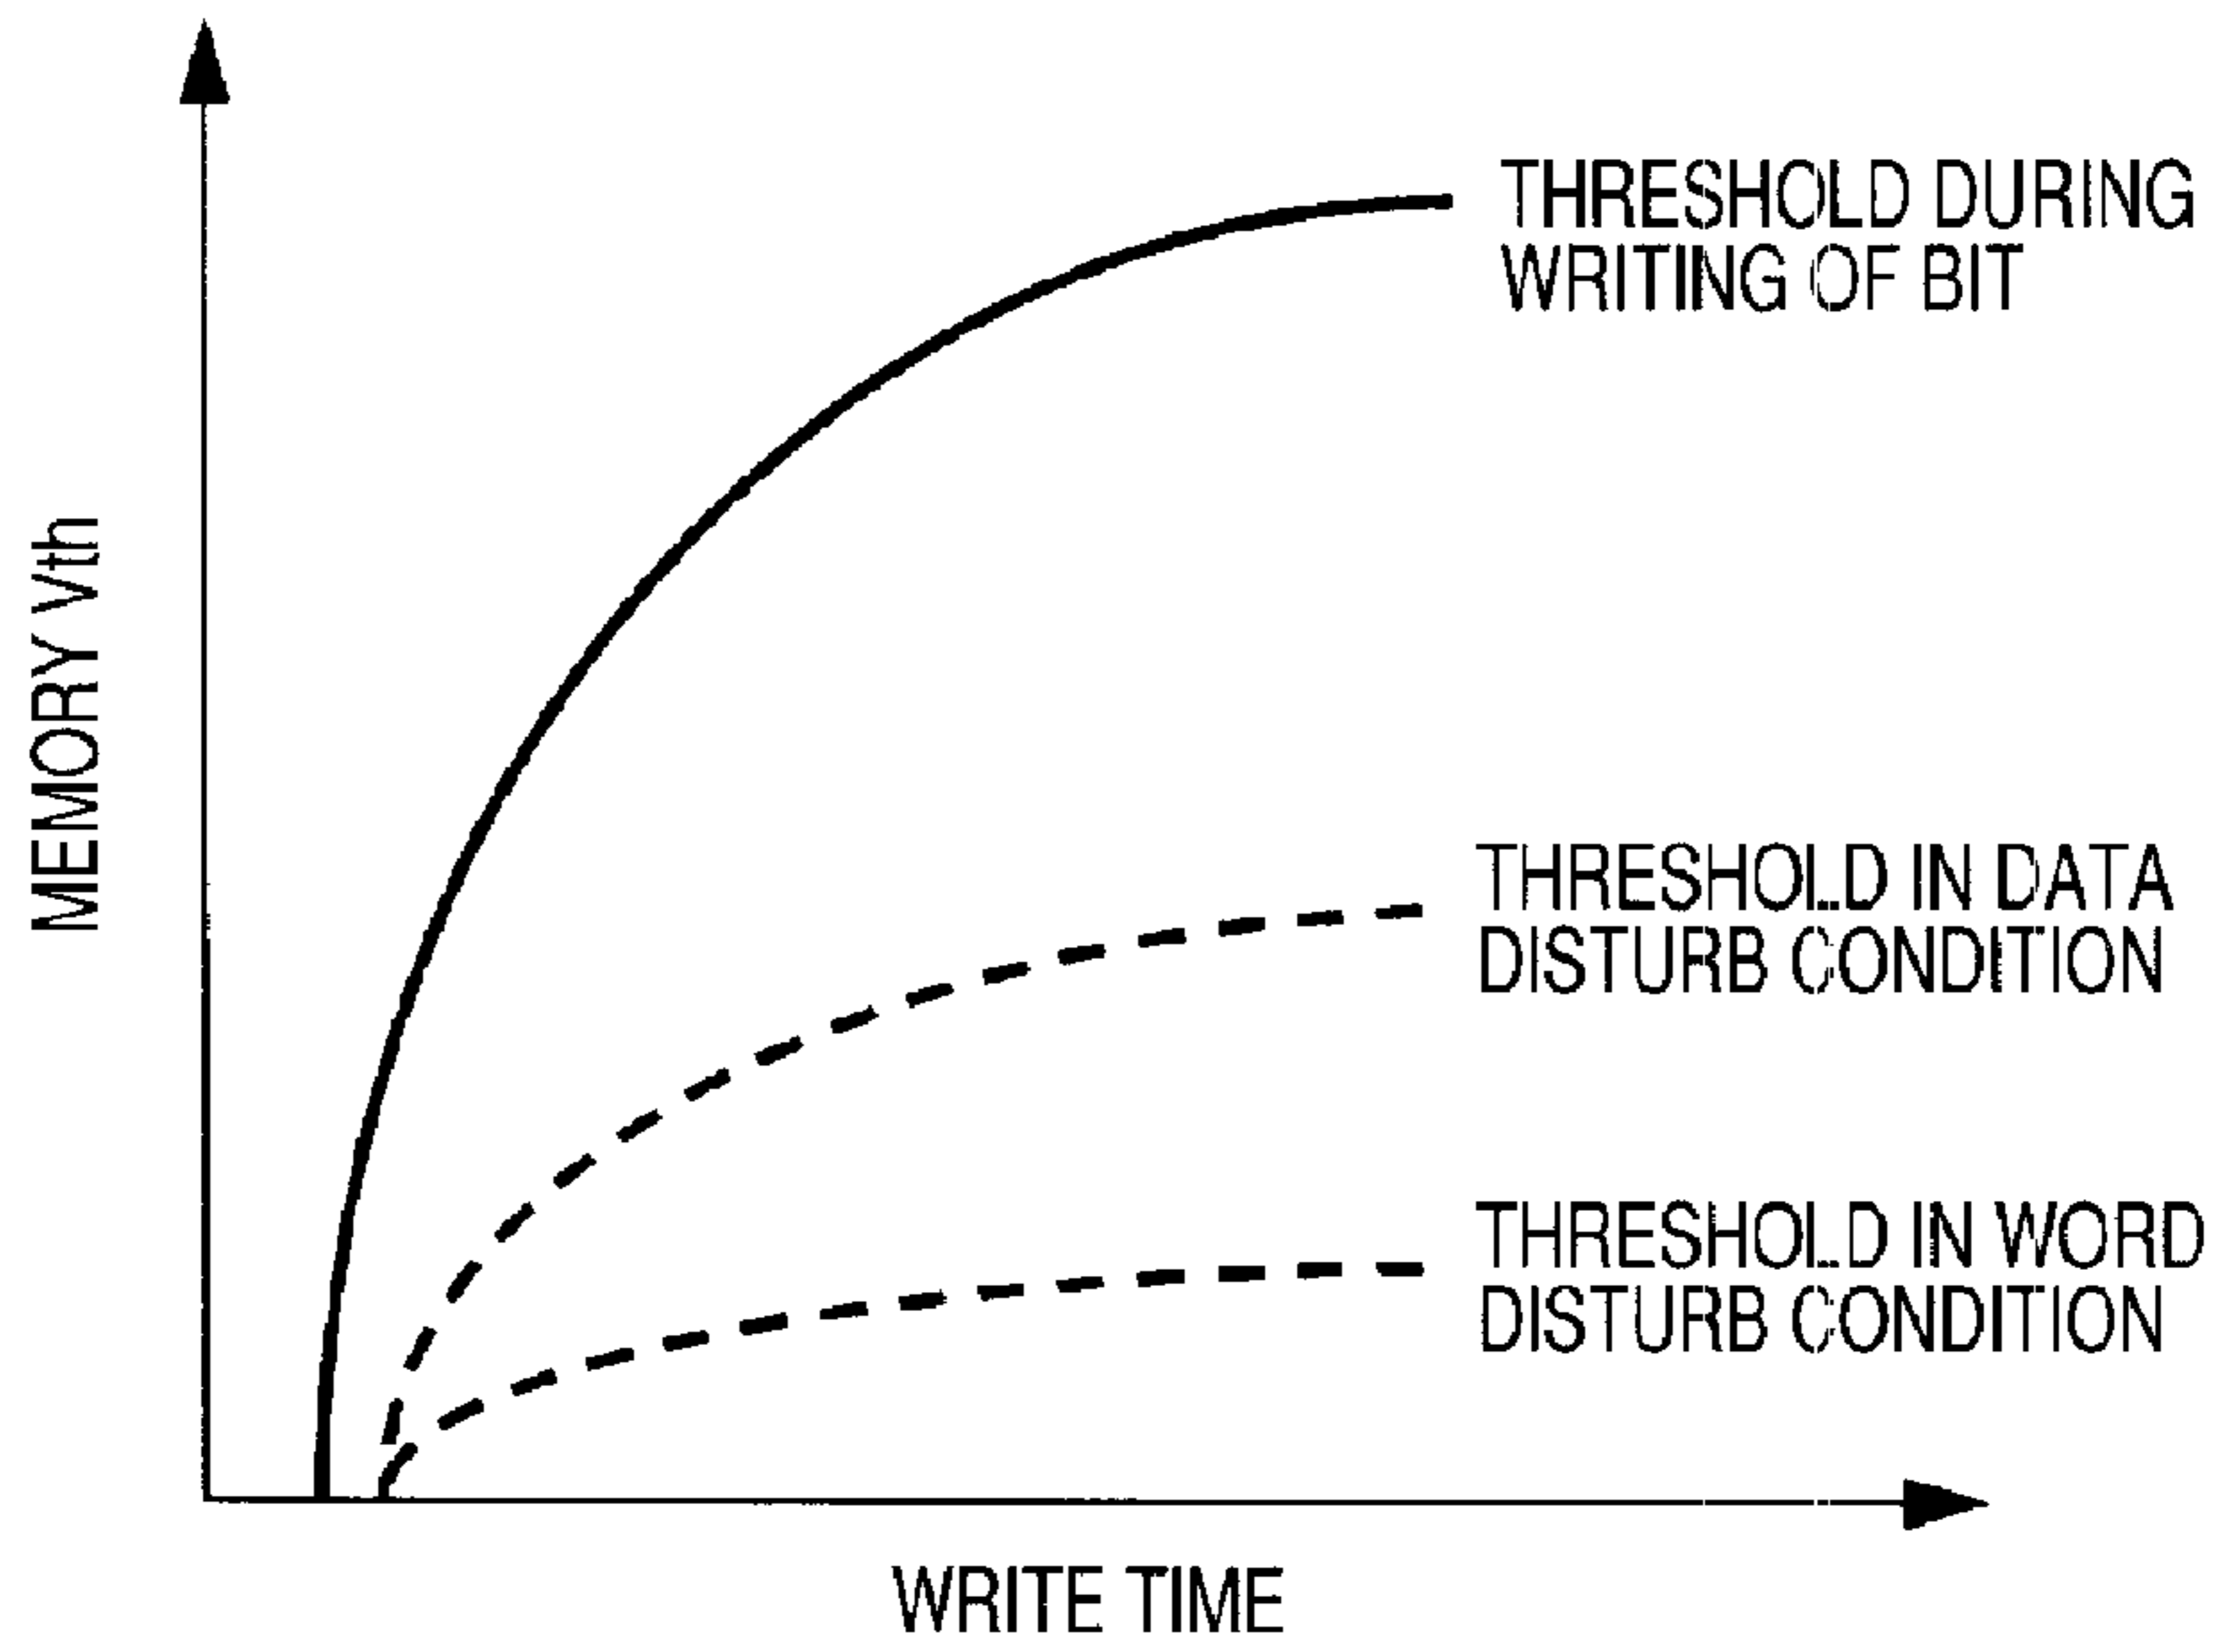 THRESHOLD DURING
WRITING OF BIT
MEMORY Vth
THRESHOLD IN DATA
DISTURB CONDITION
THRESHOLD IN WORD
DISTURB CONDITION
WRITE TIME